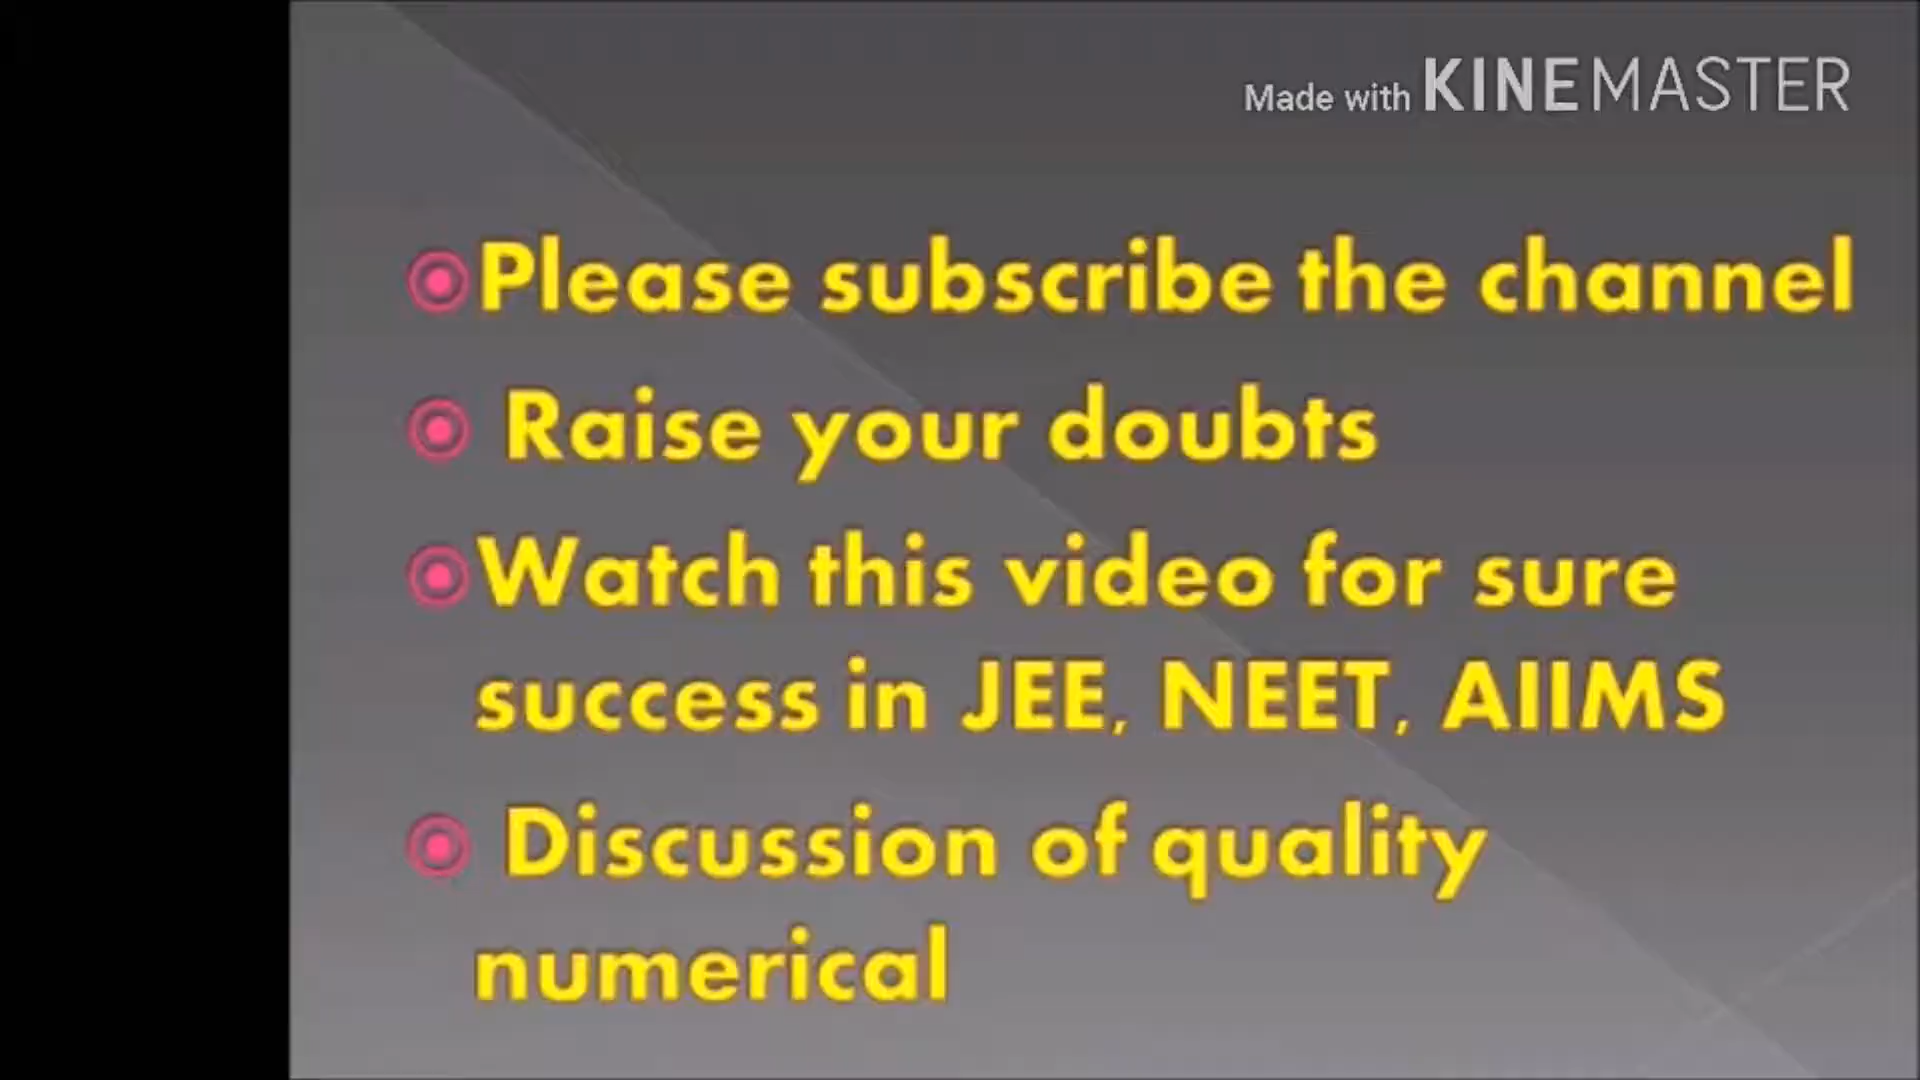 Made with KINEMASTER
Please subscribe the channel
Raise your doubts
Watch this video for sure
success in JEE, NEET, AIIMS
Discussion of quality
numerical